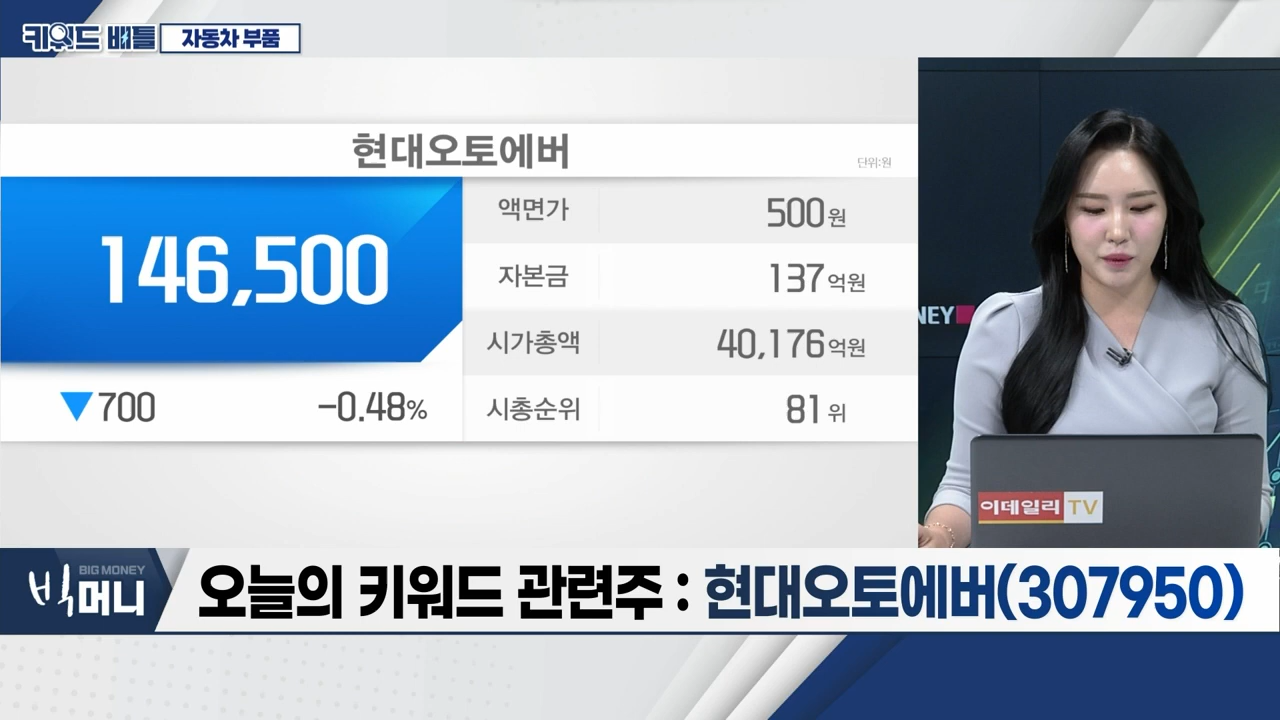 키워드 배틀 자동차 부품
현대오토에버
단위:원
146,500
▼700 -0.48%
액면가 500원
자본금 137억원
시가총액 40,176억원
시총순위 81위
NEY
이데일리 TV
BIG MONEY
빅머니
오늘의 키워드 관련주 : 현대오토에버(307950)